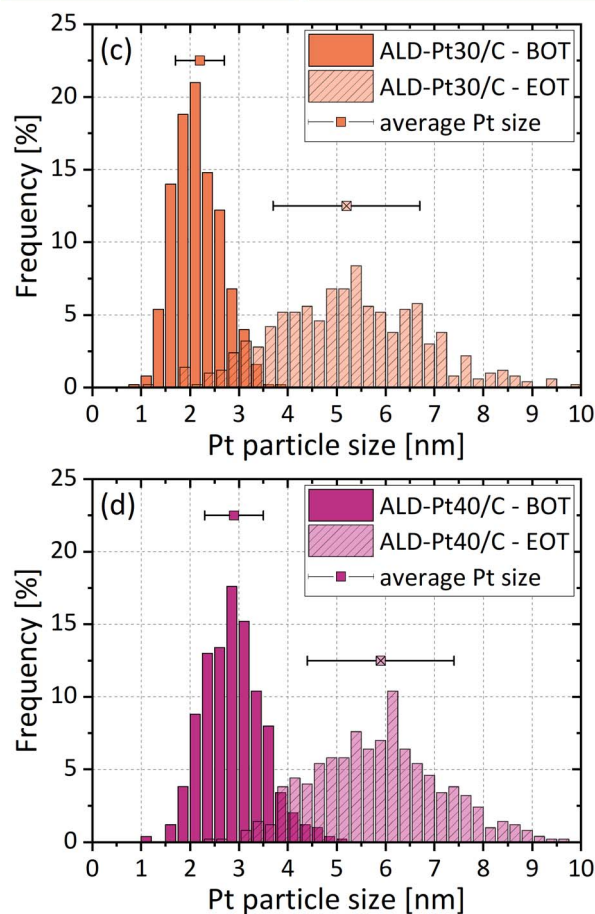 (c)
ALD-Pt30/C - BOT
ALD-Pt30/C - EOT
average Pt size
25
20
15
10
5
0
Frequency [%]
0 1 2 3 4 5 6 7 8 9 10
Pt particle size [nm]
(d)
ALD-Pt40/C - BOT
ALD-Pt40/C - EOT
average Pt size
25
20
15
10
5
0
Frequency [%]
0 1 2 3 4 5 6 7 8 9 10
Pt particle size [nm]